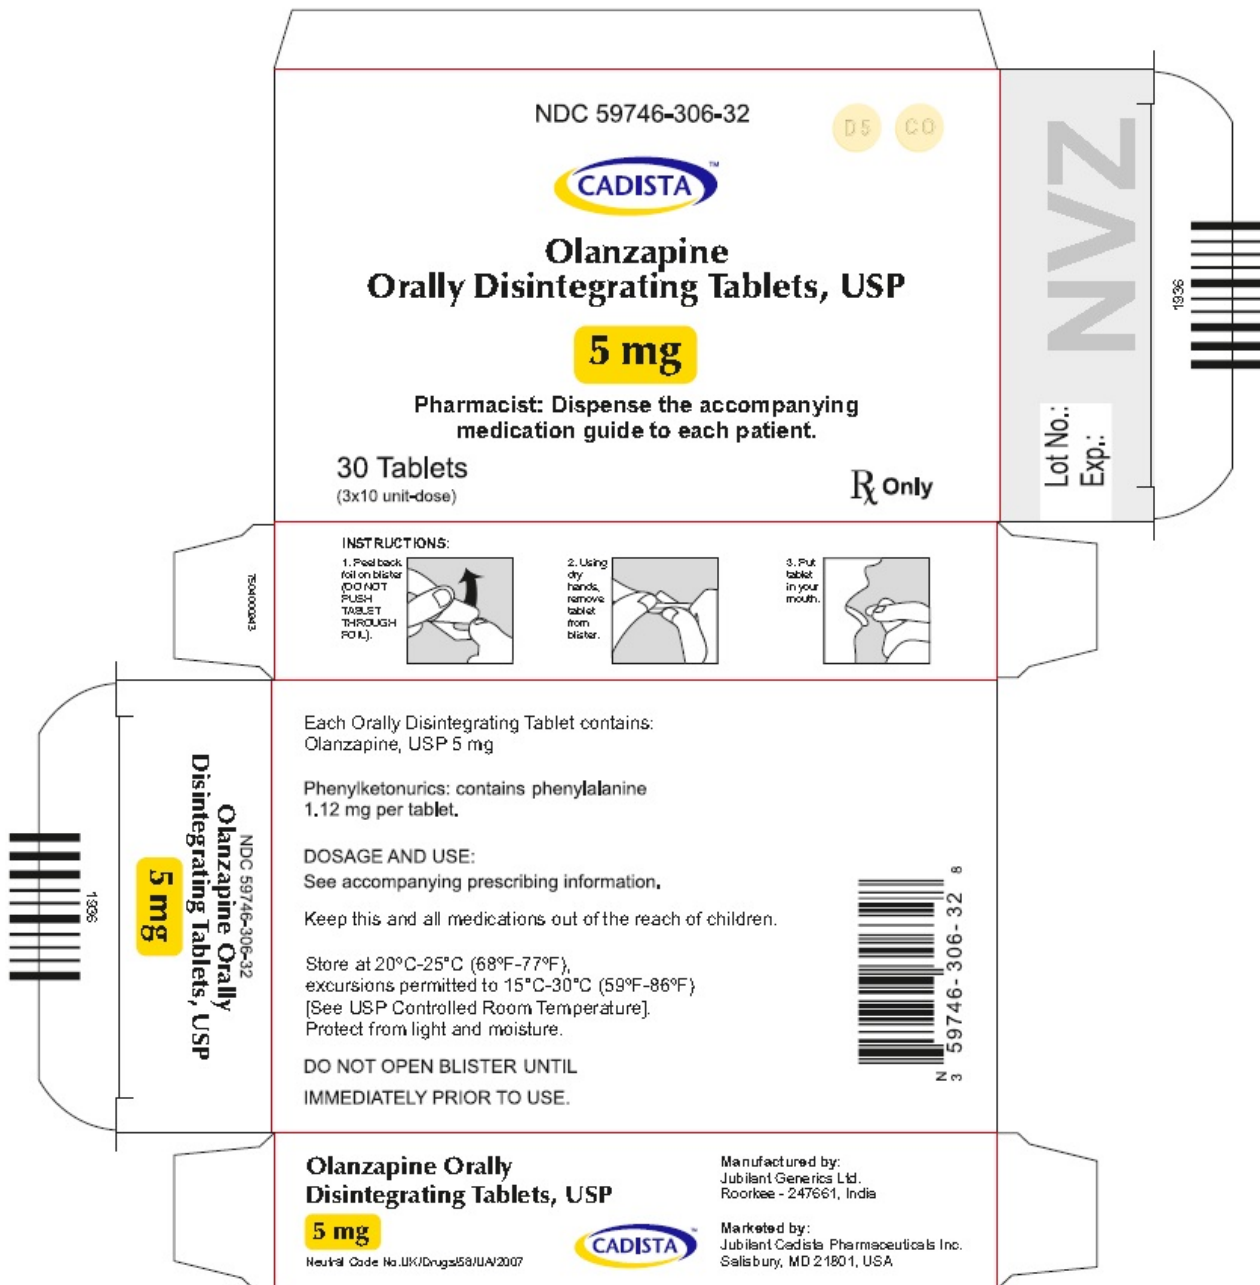 NDC 59746-306-32
D5
CO
CADISTA™
Olanzapine
Orally Disintegrating Tablets, USP
5 mg
Pharmacist: Dispense the accompanying
medication guide to each patient.
30 Tablets
(3x10 unit-dose)
Rx Only
NVZ
Lot No.:
Exp.:
1936
INSTRUCTIONS:
1. Peel back
foil on blister
(DO NOT
PUSH
TABLET
THROUGH
FOIL).
2. Using
dry
hands,
remove
tablet
from
blister.
3. Put
tablet
in your
mouth.
NDC 59746-306-32
Olanzapine Orally
Disintegrating Tablets, USP
5 mg
1936
Each Orally Disintegrating Tablet contains:
Olanzapine, USP 5 mg
Phenylketonurics: contains phenylalanine
1.12 mg per tablet.
DOSAGE AND USE:
See accompanying prescribing information.
Keep this and all medications out of the reach of children.
Store at 20°C-25°C (68°F-77°F),
excursions permitted to 15°C-30°C (59°F-86°F)
[See USP Controlled Room Temperature].
Protect from light and moisture.
DO NOT OPEN BLISTER UNTIL
IMMEDIATELY PRIOR TO USE.
N
3 59746-306-32 8
Olanzapine Orally
Disintegrating Tablets, USP
5 mg
Neutral Code No.UK/Drugs/58/UA/2007
CADISTA™
Manufactured by:
Jubilant Generics Ltd.
Roorkee - 247661, India
Marketed by:
Jubilant Cadista Pharmaceuticals Inc.
Salisbury, MD 21801, USA